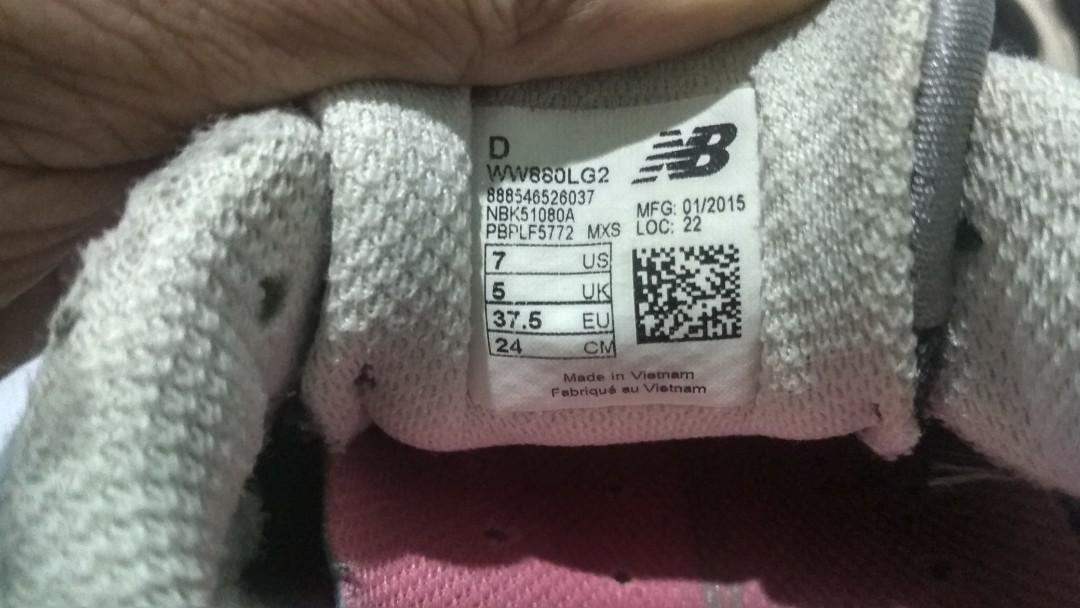 D
NB
WW880LG2
888546526037
NBK51080A
PBPLF5772 MXS
MFG: 01/2015
LOC: 22
7 US
5 UK
37.5 EU
24 CM
Made in Vietnam
Fabriqué au Vietnam